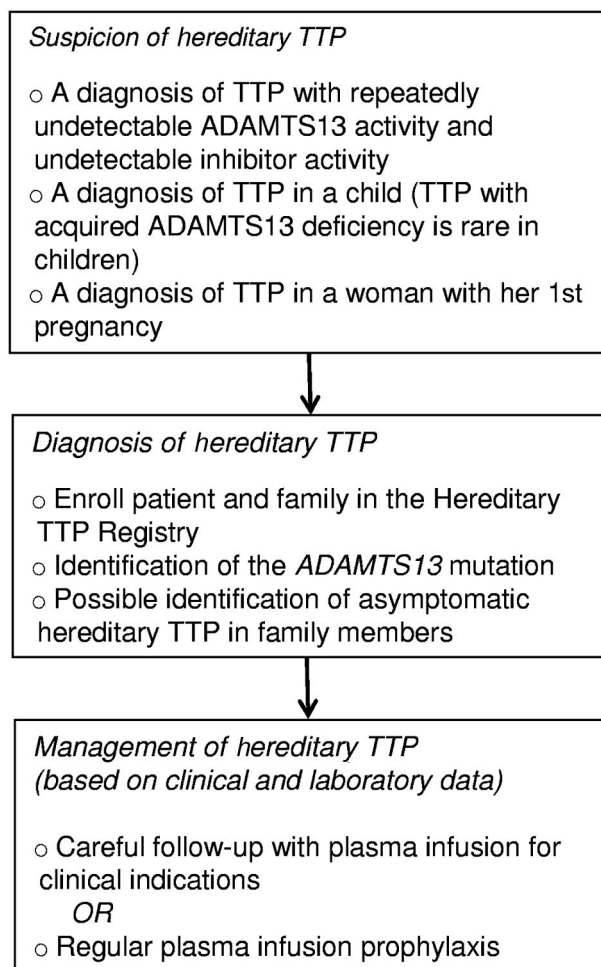 Suspicion of hereditary TTP
○ A diagnosis of TTP with repeatedly
undetectable ADAMTS13 activity and
undetectable inhibitor activity
○ A diagnosis of TTP in a child (TTP with
acquired ADAMTS13 deficiency is rare in
children)
○ A diagnosis of TTP in a woman with her 1st
pregnancy
Diagnosis of hereditary TTP
○ Enroll patient and family in the Hereditary
TTP Registry
○ Identification of the ADAMTS13 mutation
○ Possible identification of asymptomatic
hereditary TTP in family members
Management of hereditary TTP
(based on clinical and laboratory data)
○ Careful follow-up with plasma infusion for
clinical indications
OR
○ Regular plasma infusion prophylaxis